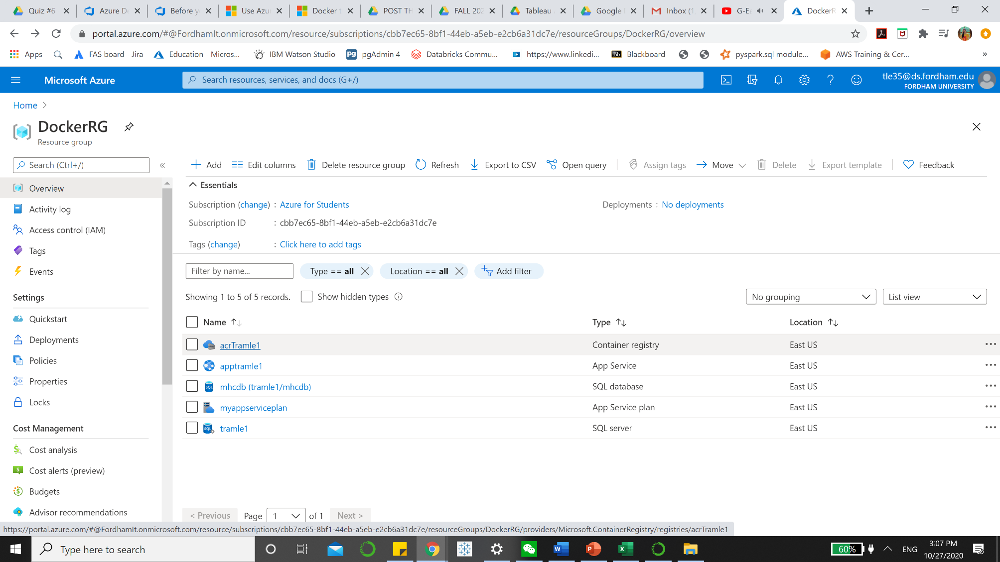 Quiz #6
Azure De
Before y
Use Azur
Docker t
POST TH
FALL 202
Tableau
Google
Inbox (1
G-Ea
DockerR
portal.azure.com/#@FordhamIt.onmicrosoft.com/resource/subscriptions/cbb7ec65-8bf1-44eb-a5eb-e2cb6a31dc7e/resourceGroups/DockerRG/overview
Apps
FAS board - Jira
Education - Micros...
IBM Watson Studio
pg
pgAdmin 4
Databricks Commu...
https://www.linkedi...
Bb
Blackboard
pyspark.sql module...
AWS Training & Cer...
»
Microsoft Azure
Search resources, services, and docs (G+/)
tle35@ds.fordham.edu
FORDHAM UNIVERSITY
Home >
DockerRG
Resource group
Search (Ctrl+/)
«
Add
Edit columns
Delete resource group
Refresh
Export to CSV
Open query
Assign tags
Move
Delete
Export template
Feedback
Overview
Activity log
Access control (IAM)
Tags
Events
Settings
Quickstart
Deployments
Policies
Properties
Locks
Cost Management
Cost analysis
Cost alerts (preview)
Budgets
Advisor recommendations
Essentials
Subscription (change) : Azure for Students
Deployments : No deployments
Subscription ID : cbb7ec65-8bf1-44eb-a5eb-e2cb6a31dc7e
Tags (change) : Click here to add tags
Filter by name...
Type == all
Location == all
Add filter
Showing 1 to 5 of 5 records.
Show hidden types
No grouping
List view
Name Type Location
acrTramle1 Container registry East US
apptramle1 App Service East US
mhcdb (tramle1/mhcdb) SQL database East US
myappserviceplan App Service plan East US
tramle1 SQL server East US
< Previous Page 1 of 1 Next >
https://portal.azure.com/#@FordhamIt.onmicrosoft.com/resource/subscriptions/cbb7ec65-8bf1-44eb-a5eb-e2cb6a31dc7e/resourceGroups/DockerRG/providers/Microsoft.ContainerRegistry/registries/acrTramle1
Type here to search
60%
ENG
3:07 PM
10/27/2020